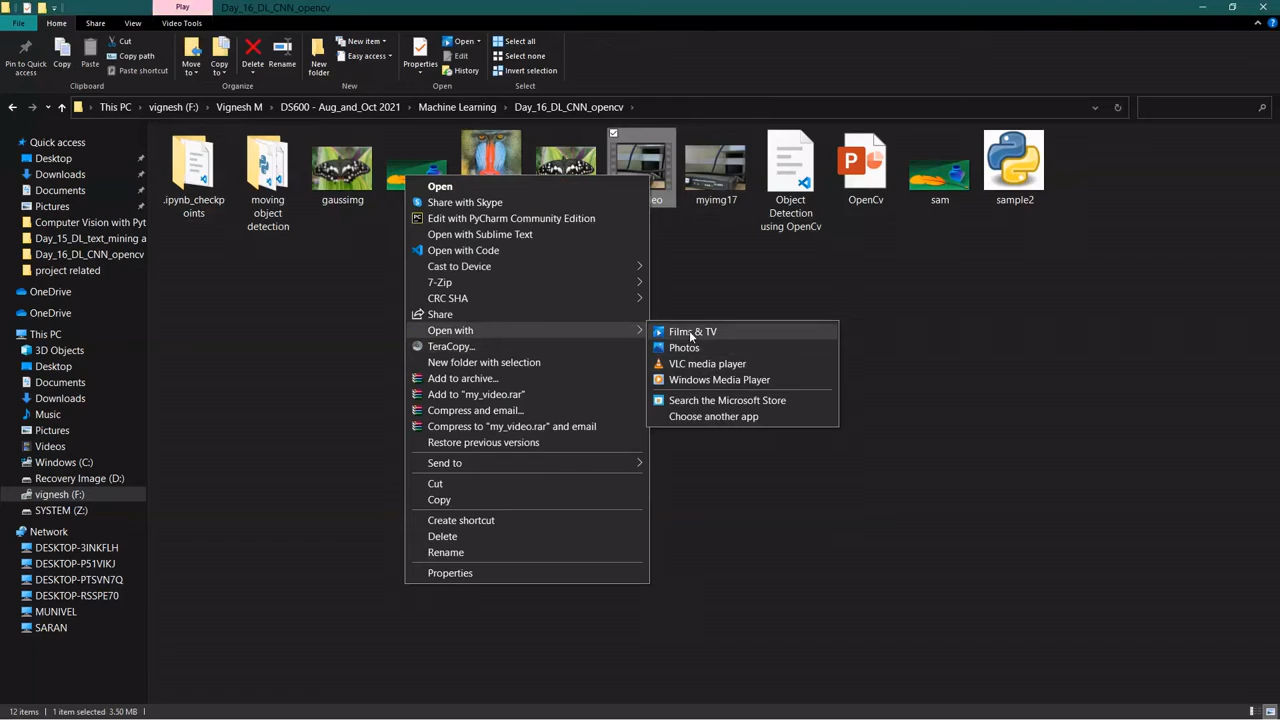 Play
Day_16_DL_CNN_opencv
File
Home
Share
View
Video Tools
Pin to Quick access
Copy
Paste
Cut
Copy path
Paste shortcut
Clipboard
Move to
Copy to
Delete
Rename
Organize
New folder
New item
Easy access
New
Properties
Open
Edit
History
Open
Select all
Select none
Invert selection
Select
This PC
vignesh (F:)
Vignesh M
DS600 - Aug_and_Oct 2021
Machine Learning
Day_16_DL_CNN_opencv
Quick access
Desktop
Downloads
Documents
Pictures
Computer Vision with Pyt
Day_15_DL_text_mining a
Day_16_DL_CNN_opencv
project related
OneDrive
OneDrive
This PC
3D Objects
Desktop
Documents
Downloads
Music
Pictures
Videos
Windows (C:)
Recovery Image (D:)
vignesh (F:)
SYSTEM (Z:)
Network
DESKTOP-3INKFLH
DESKTOP-P51VIKJ
DESKTOP-PTSVN7Q
DESKTOP-RSSPE70
MUNIVEL
SARAN
.ipynb_checkp
oints
moving
object
detection
gaussimg
eo
myimg17
Object
Detection
using OpenCv
OpenCv
sam
sample2
Open
Share with Skype
Edit with PyCharm Community Edition
Open with Sublime Text
Open with Code
Cast to Device
7-Zip
CRC SHA
Share
Open with
TeraCopy...
New folder with selection
Add to archive...
Add to "my_video.rar"
Compress and email...
Compress to "my_video.rar" and email
Restore previous versions
Send to
Cut
Copy
Create shortcut
Delete
Rename
Properties
Films & TV
Photos
VLC media player
Windows Media Player
Search the Microsoft Store
Choose another app
12 items
1 item selected 3.50 MB